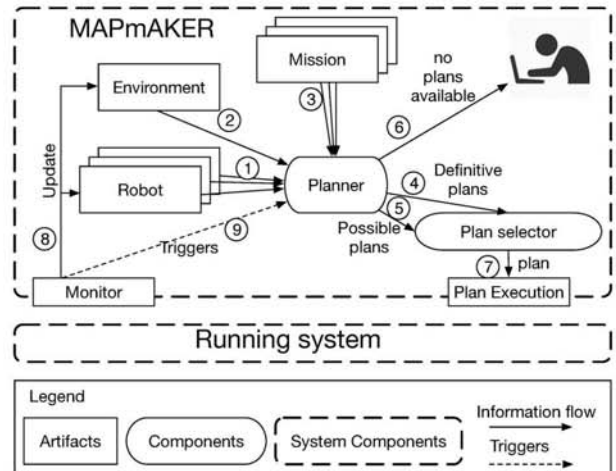 MAPmAKER
Mission
no
plans
available
Environment
3
2
6
Update
1
Robot
Planner
4
Definitive
plans
5
Possible
plans
Plan selector
8
9
Triggers
7
plan
Monitor
Plan Execution
Running system
Legend
Artifacts
Components
System Components
Information flow
Triggers